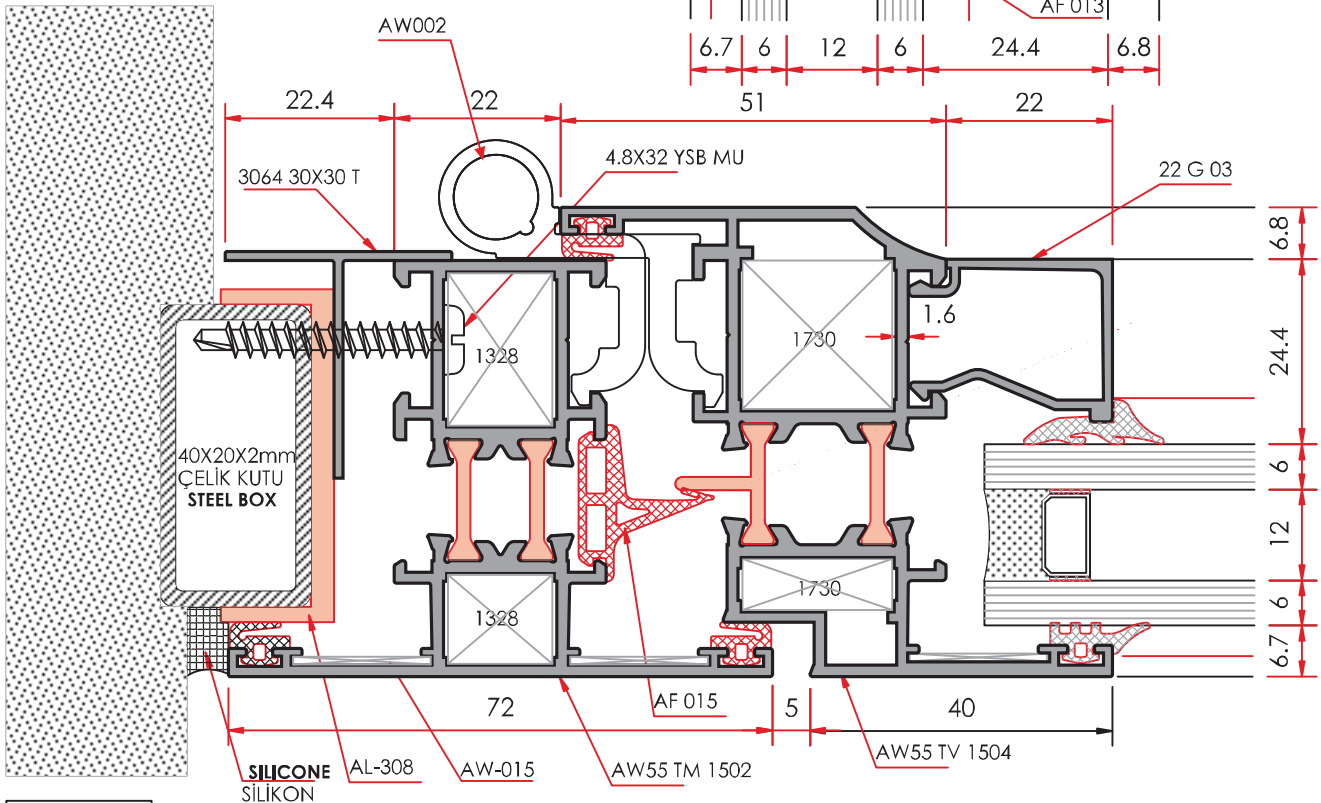 AF 013
6.7
6
12
6
24.4
6.8
AW002
22.4
22
51
22
4.8X32 YSB MU
3064 30X30 T
22 G 03
6.8
1.6
1328
1730
24.4
40X20X2mm
ÇELİK KUTU
STEEL BOX
6
12
1730
1328
6
6.7
72
AF 015
5
40
AW55 TV 1504
SILICONE
SİLİKON
AL-308
AW-015
AW55 TM 1502